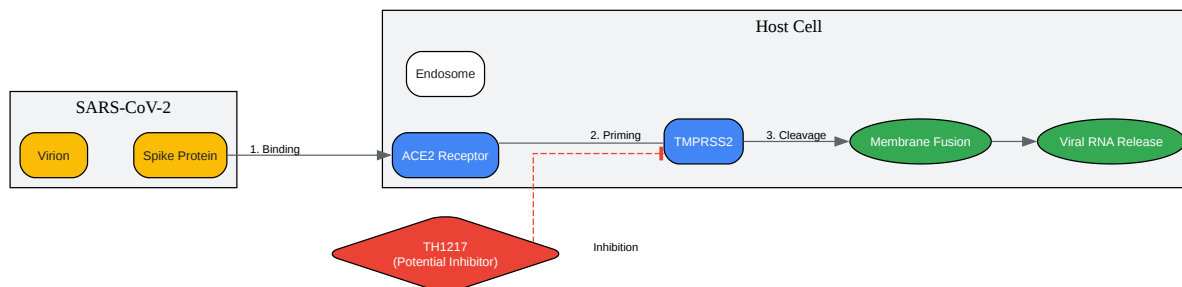 Host Cell
Endosome
SARS-CoV-2
Virion
Spike Protein
1. Binding
ACE2 Receptor
2. Priming
TMPRSS2
3. Cleavage
Membrane Fusion
Viral RNA Release
TH1217
(Potential Inhibitor)
Inhibition